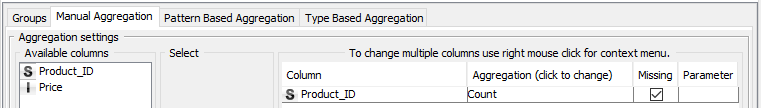 Groups Manual Aggregation Pattern Based Aggregation Type Based Aggregation
Aggregation settings
Available columns Select To change multiple columns use right mouse click for context menu.
S Product_ID
I Price
Column Aggregation (click to change) Missing Parameter
S Product_ID Count